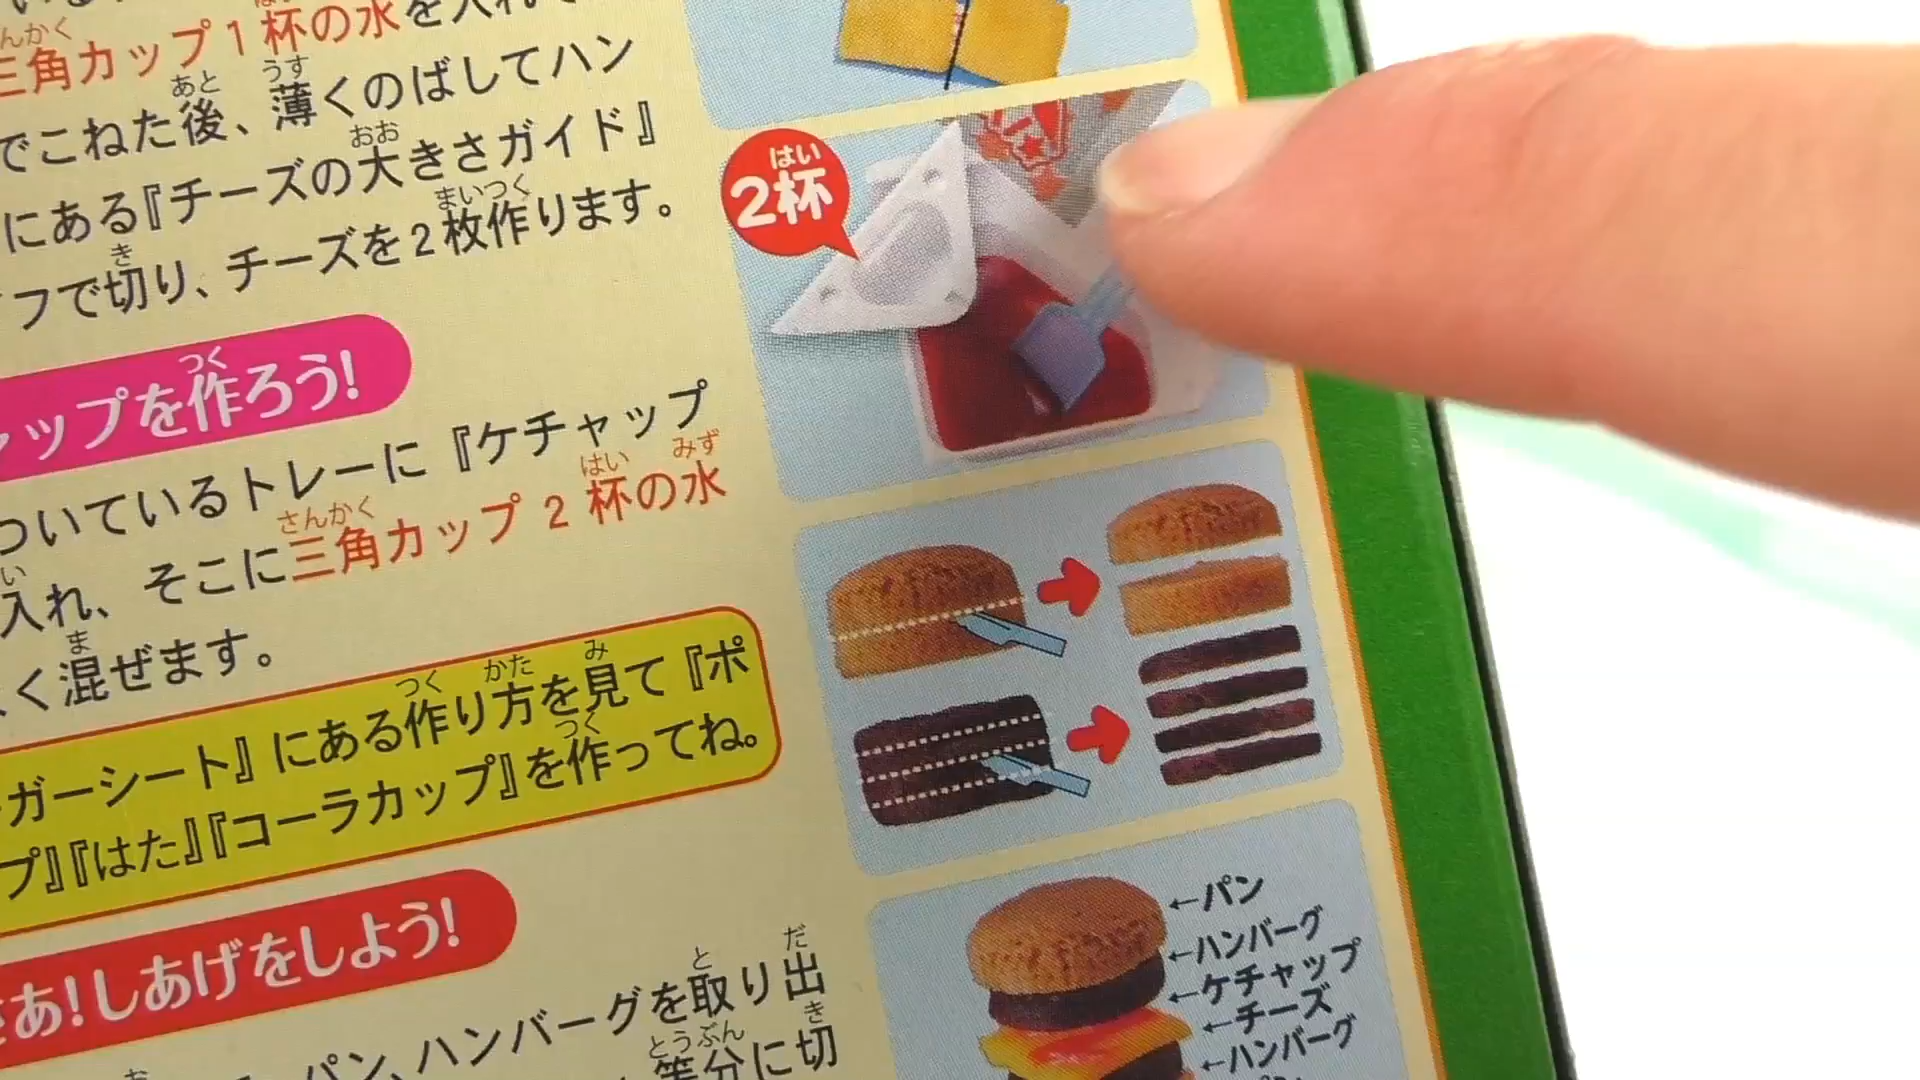 三角カップ1杯の水を入れて
でこねた後、薄くのばしてハン
にある『チーズの大きさガイド』
フで切り、チーズを2枚作ります。
2杯
ャップを作ろう!
ついているトレーに『ケチャップ
入れ、そこに三角カップ2杯の水
く混ぜます。
ガーシート』にある作り方を見て『ポ
プ』『はた』『コーラカップ』を作ってね。
あ!しあげをしよう!
パン、ハンバーグを取り出
等分に切
←パン
←ハンバーグ
←ケチャップ
←チーズ
←ハンバーグ